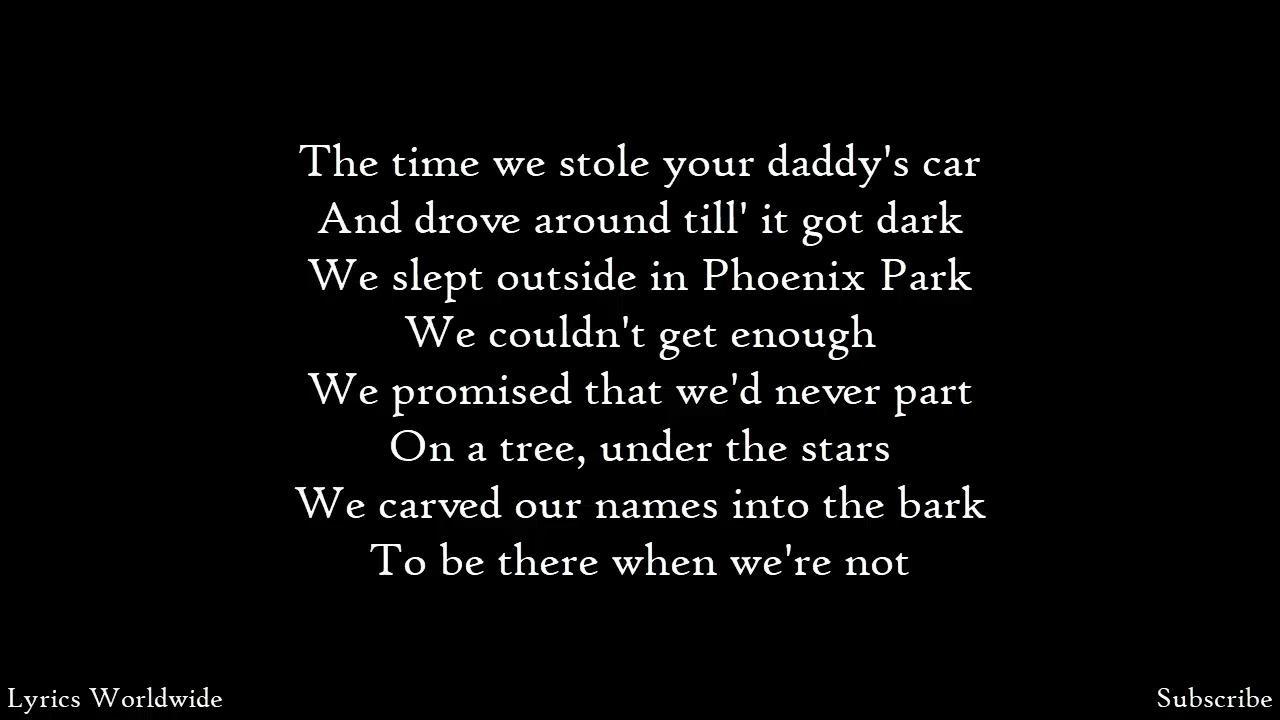 The time we stole your daddy's car
And drove around till' it got dark
We slept outside in Phoenix Park
We couldn't get enough
We promised that we'd never part
On a tree, under the stars
We carved our names into the bark
To be there when we're not
Lyrics Worldwide
Subscribe